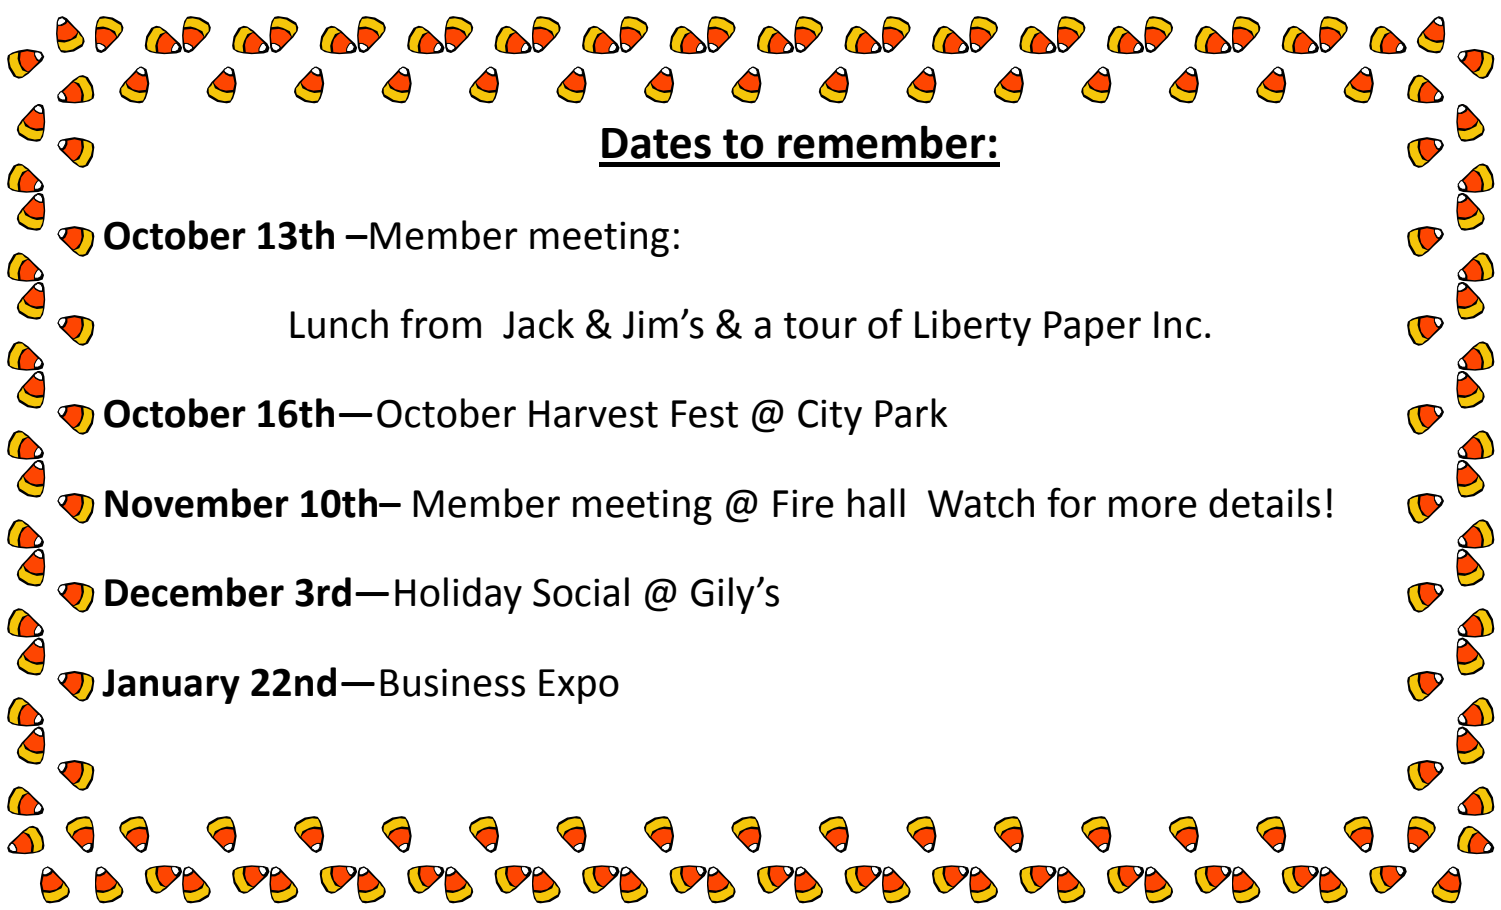 Dates to remember:
October 13th –Member meeting:
Lunch from  Jack & Jim’s & a tour of Liberty Paper Inc.
October 16th—October Harvest Fest @ City Park
November 10th– Member meeting @ Fire hall  Watch for more details!
December 3rd—Holiday Social @ Gily’s
January 22nd—Business Expo